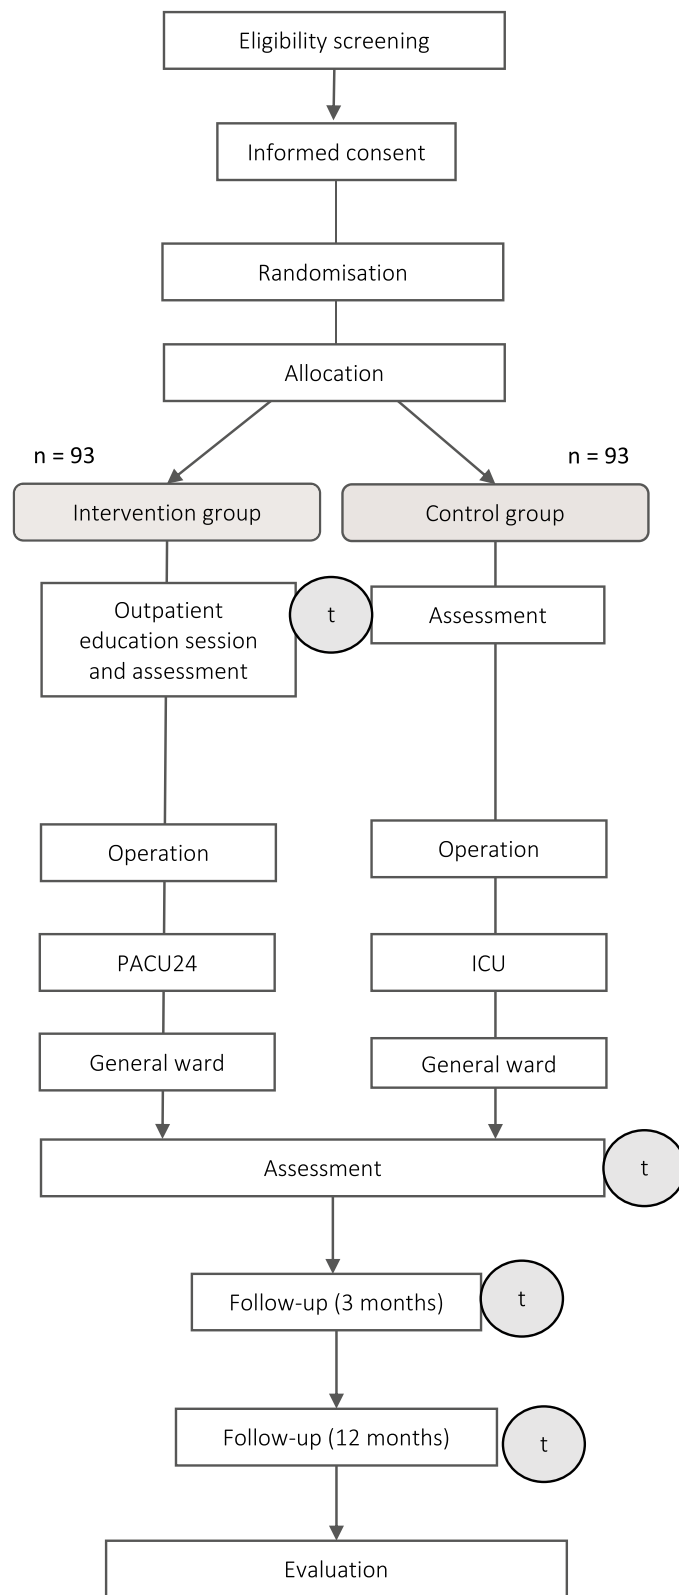 Eligibility screening
Informed consent
Randomisation
Allocation
n = 93
n = 93
Intervention group
Control group
Outpatient
education session
and assessment
t
Assessment
Operation
Operation
PACU24
ICU
General ward
General ward
Assessment
t
Follow-up (3 months)
t
Follow-up (12 months)
t
Evaluation